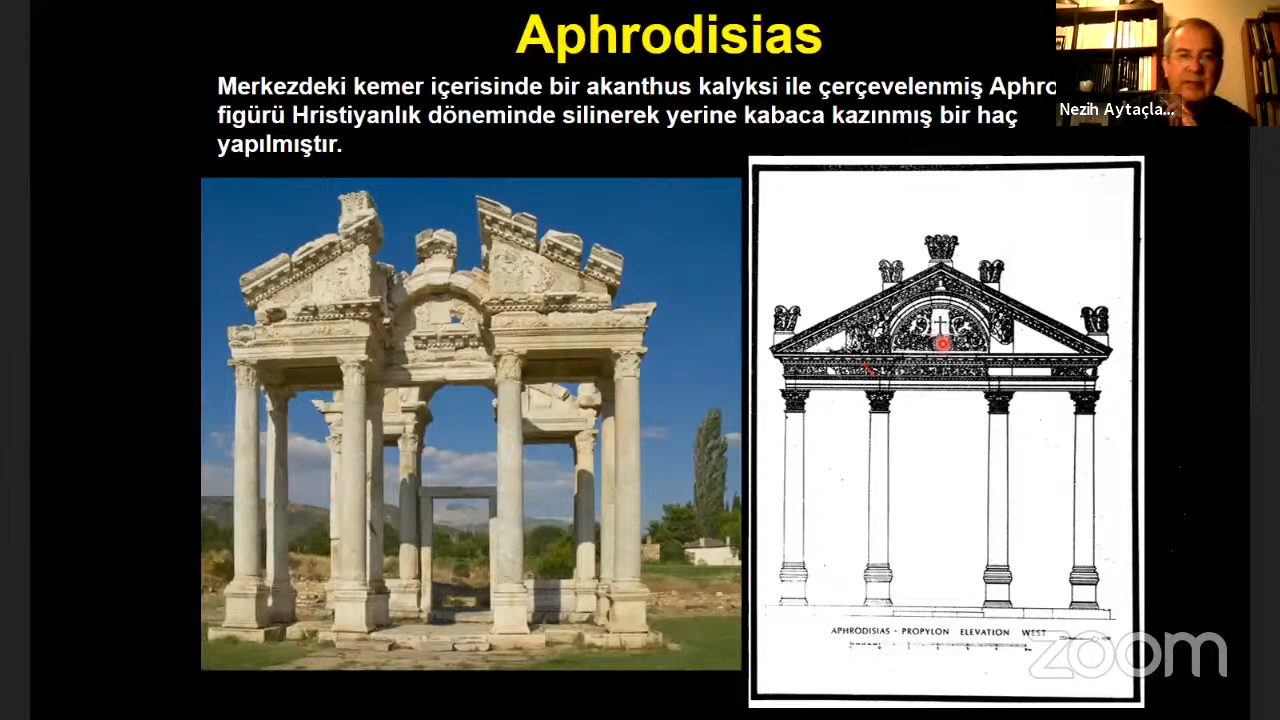 Aphrodisias
Merkezdeki kemer içerisinde bir akanthus kalyksi ile çerçevelenmiş Aphro
figürü Hristiyanlık döneminde silinerek yerine kabaca kazınmış bir haç
yapılmıştır.
Nezih Aytaçla...
APHRODISIAS - PROPYLON ELEVATION WEST
zoom